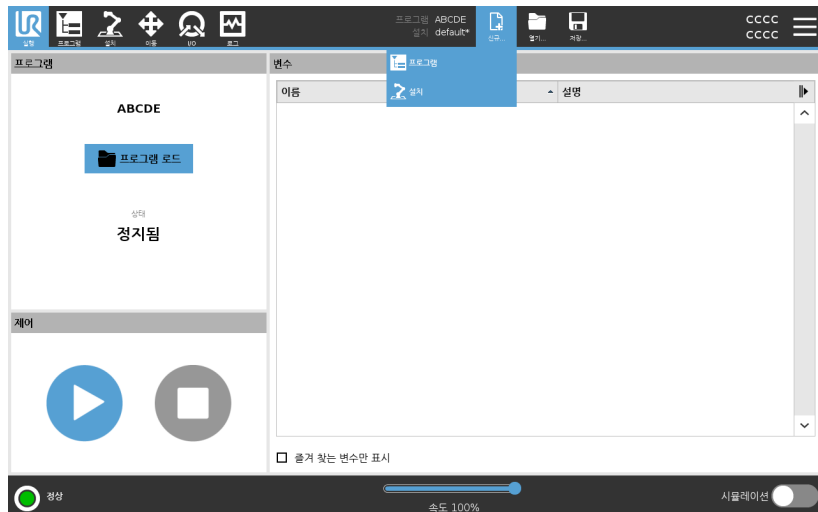 UR
실행
프로그램
설치
이동
I/O
로그
프로그램 ABCDE
설치 default*
신규...
열기...
저장...
CCCC
CCCC
프로그램
설치
프로그램
ABCDE
프로그램 로드
상태
정지됨
제어
변수
이름
설명
즐겨 찾는 변수만 표시
정상
속도 100%
시뮬레이션